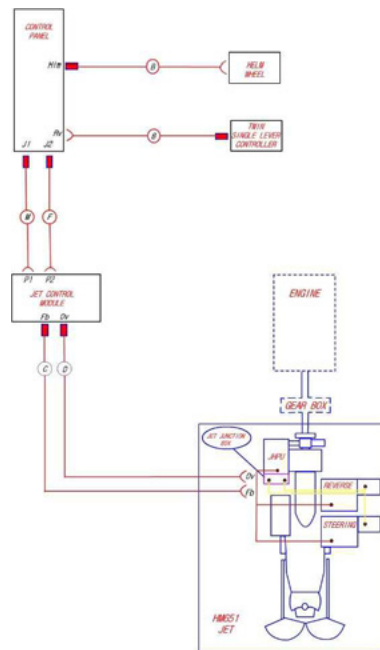 CONTROL
PANEL
Hlm
B
HELM
WHEEL
Rv
B
TWIN
SINGLE LEVER
CONTROLLER
J1 J2
M F
P1 P2
JET CONTROL
MODULE
Fb Dv
C D
ENGINE
GEAR BOX
JET JUNCTION
BOX
JHPU
Dv
Fb
REVERSE
STEERING
HM651
JET